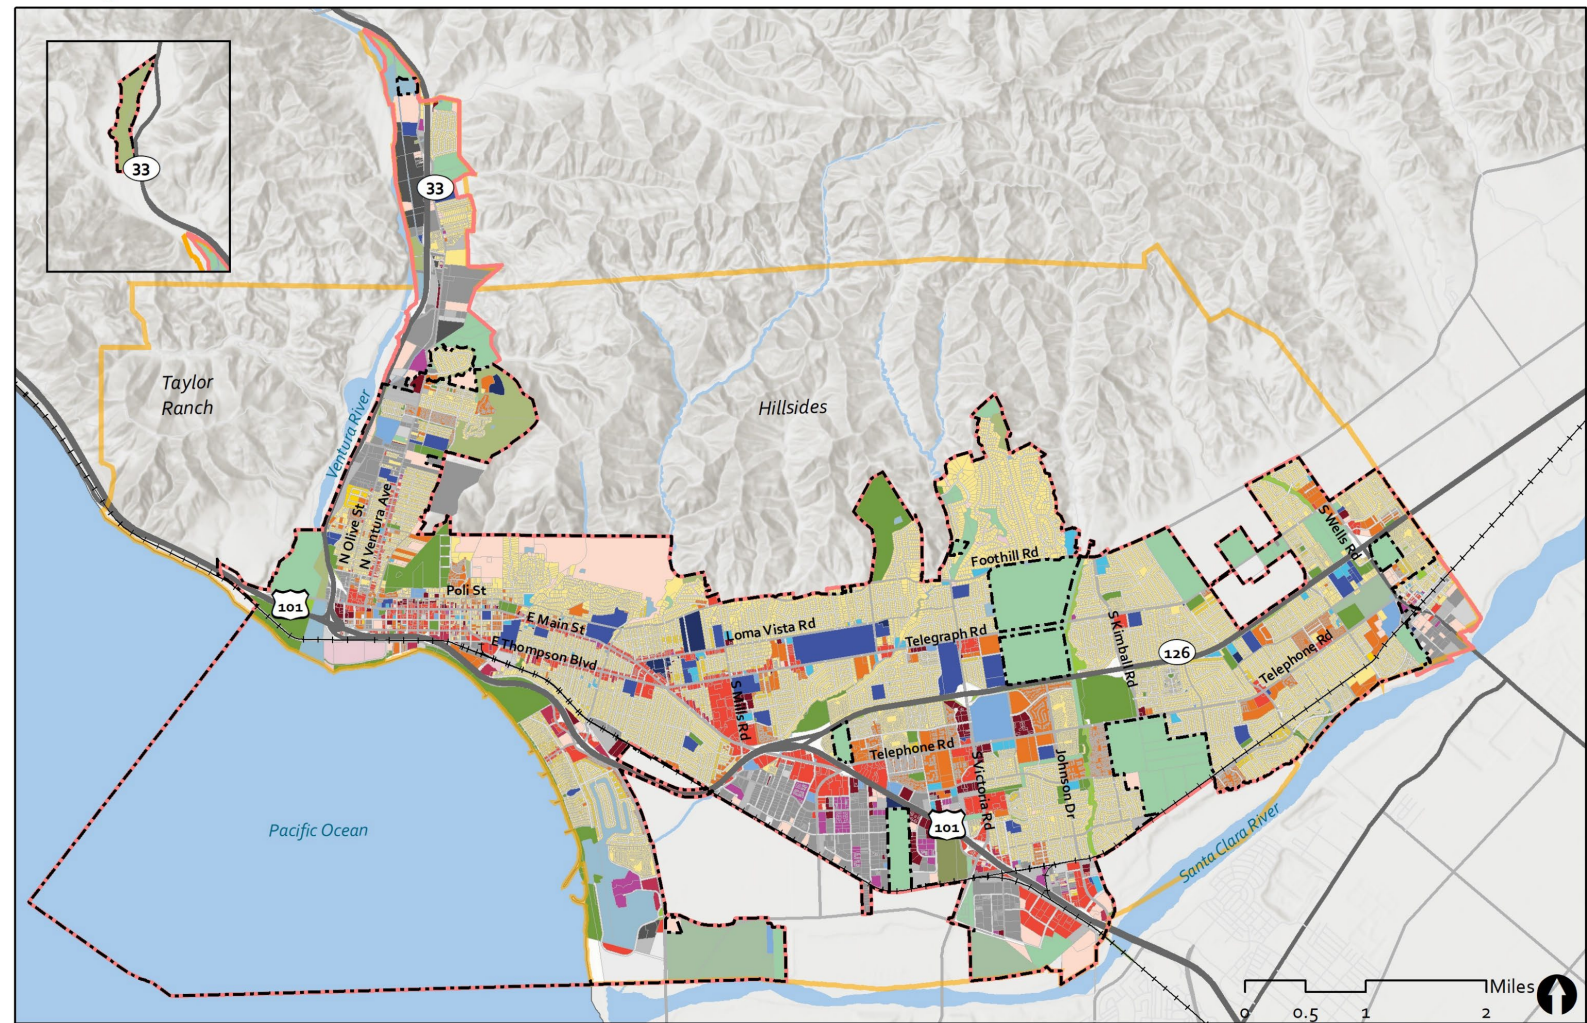 33
33
Taylor
Ranch
Hillsides
Ventura River
N Olive St
N Ventura Ave
S Wells Rd
Foothill Rd
101
Poli St
E Main St
Loma Vista Rd
Telegraph Rd
S Kimball Rd
126
E Thompson Blvd
Telephone Rd
S Mills Rd
Telephone Rd
S Victoria Rd
Johnson Dr
101
Pacific Ocean
Santa Clara River
Miles
0 0.5 1 2